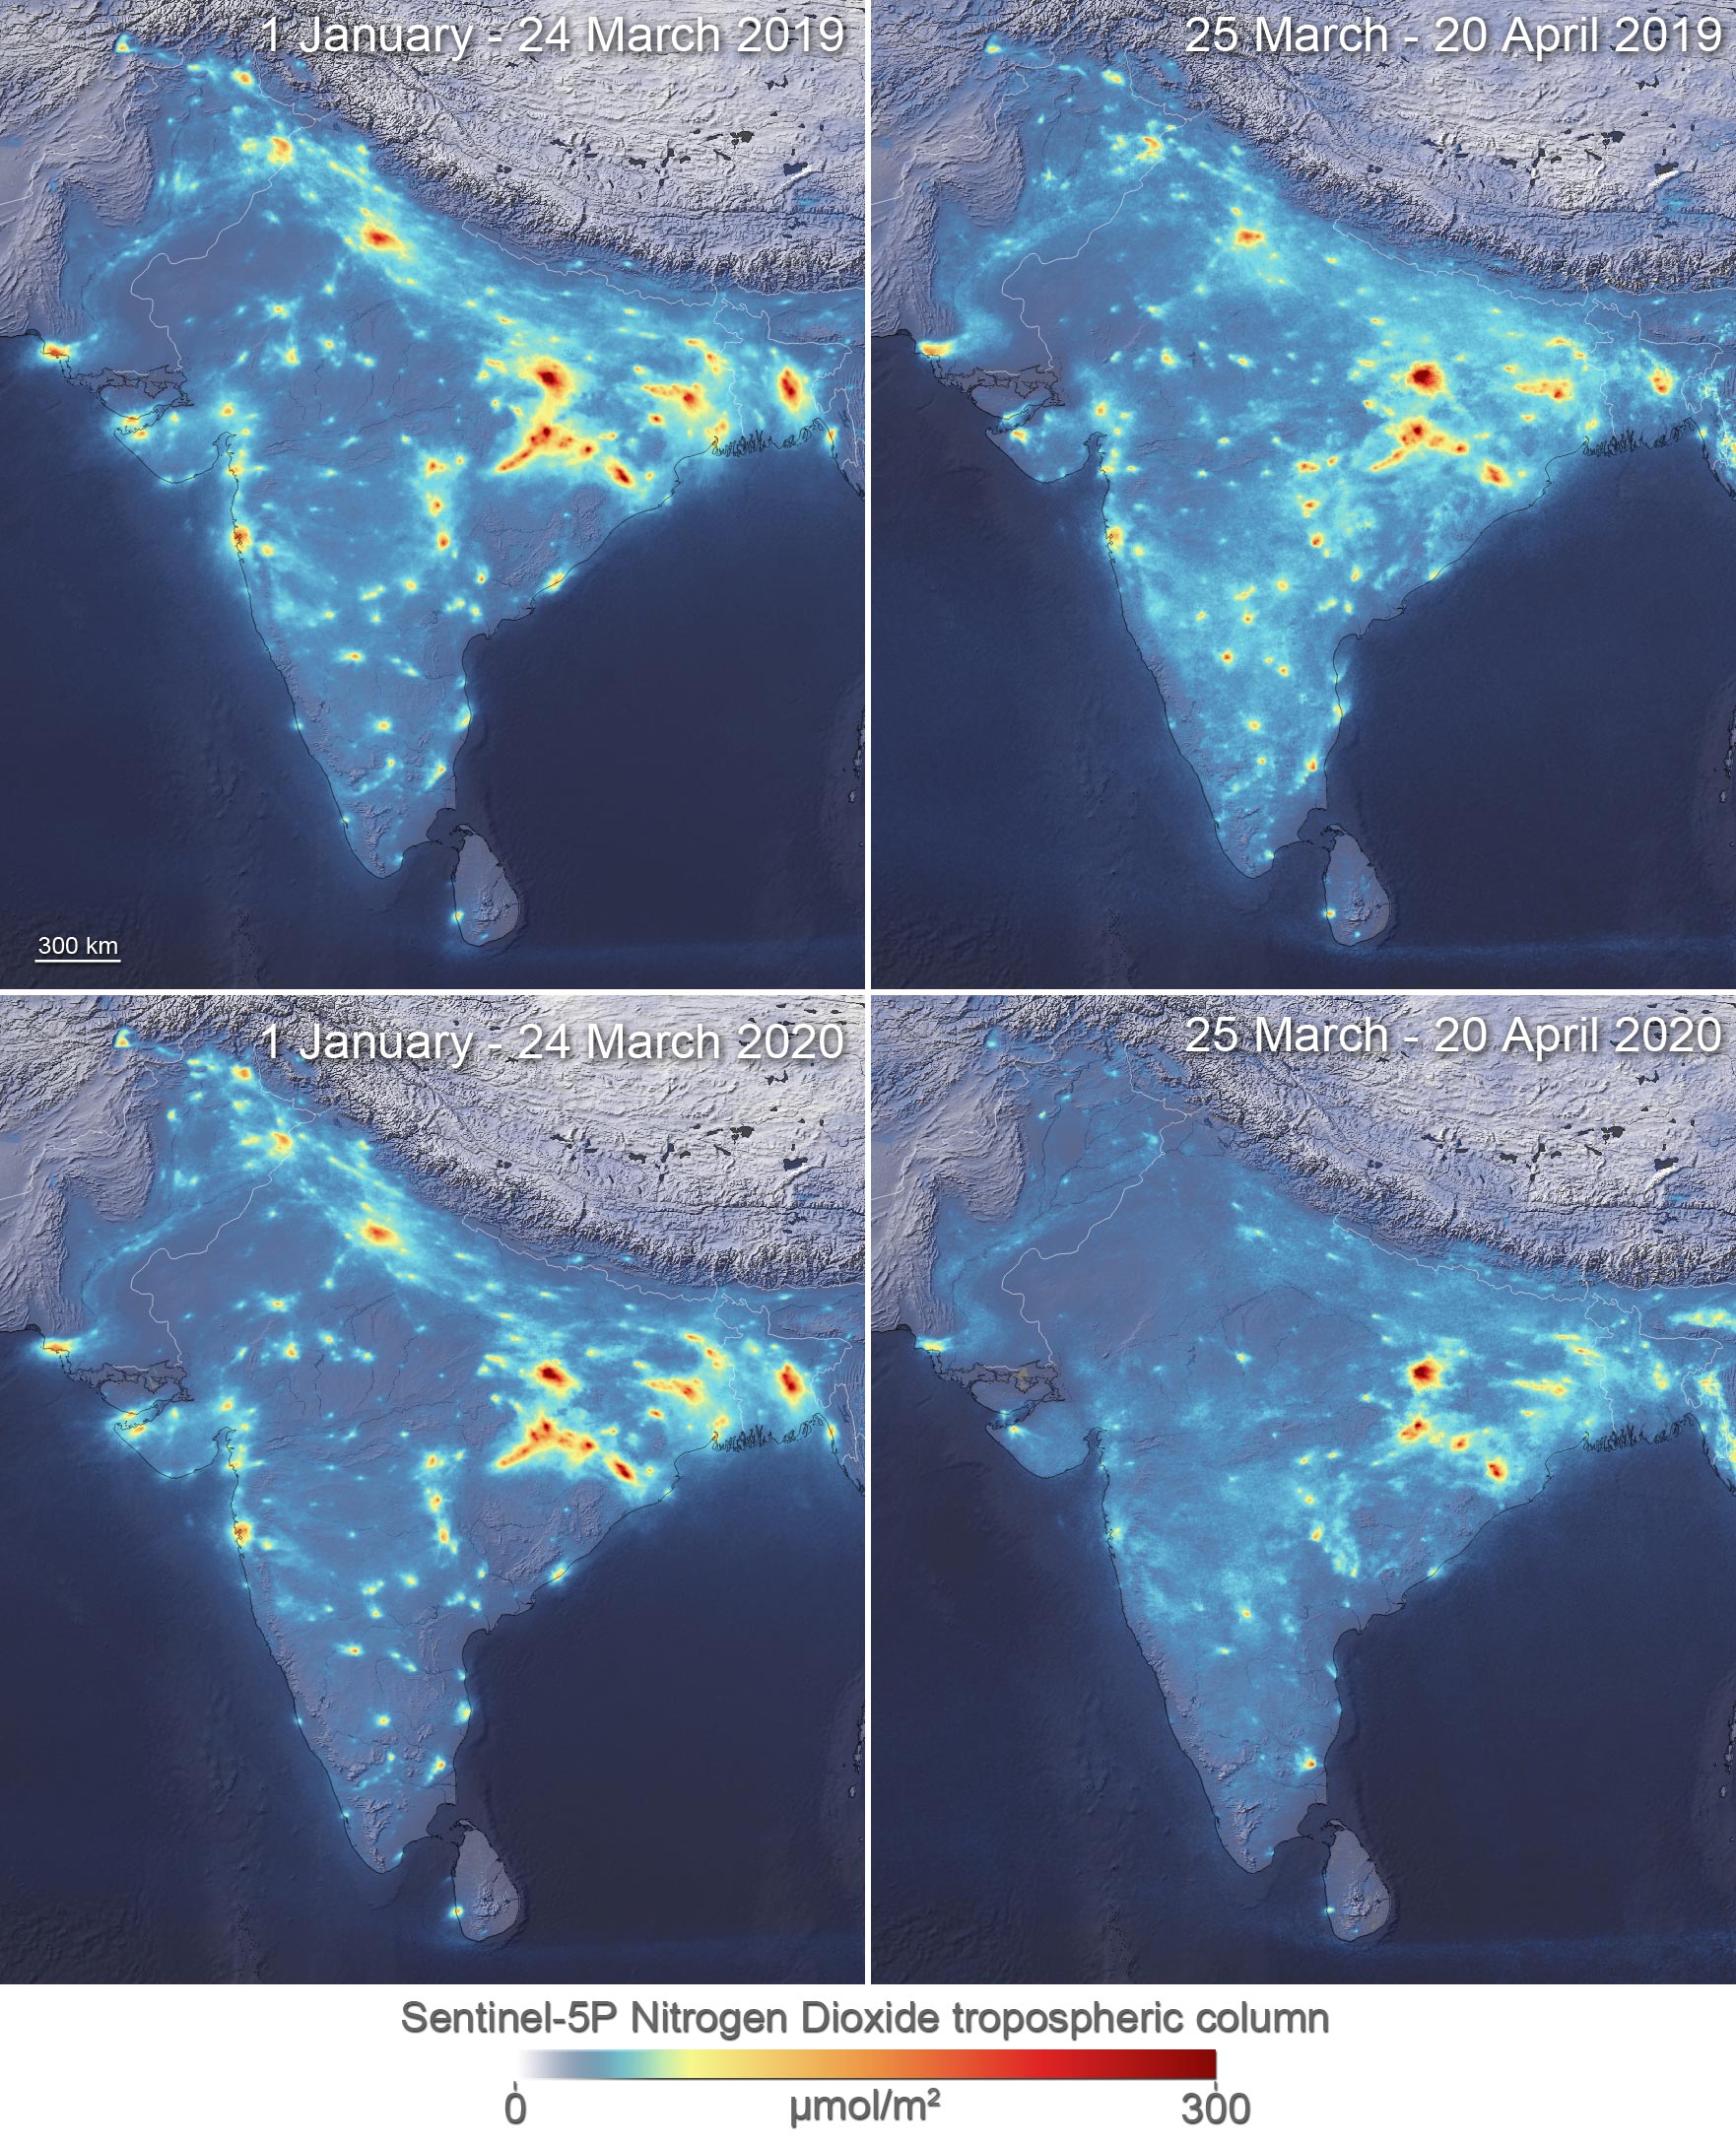 1 January - 24 March 2019
25 March - 20 April 2019
300 km
1 January - 24 March 2020
25 March - 20 April 2020
Sentinel-5P Nitrogen Dioxide tropospheric column
0
µmol/m²
300